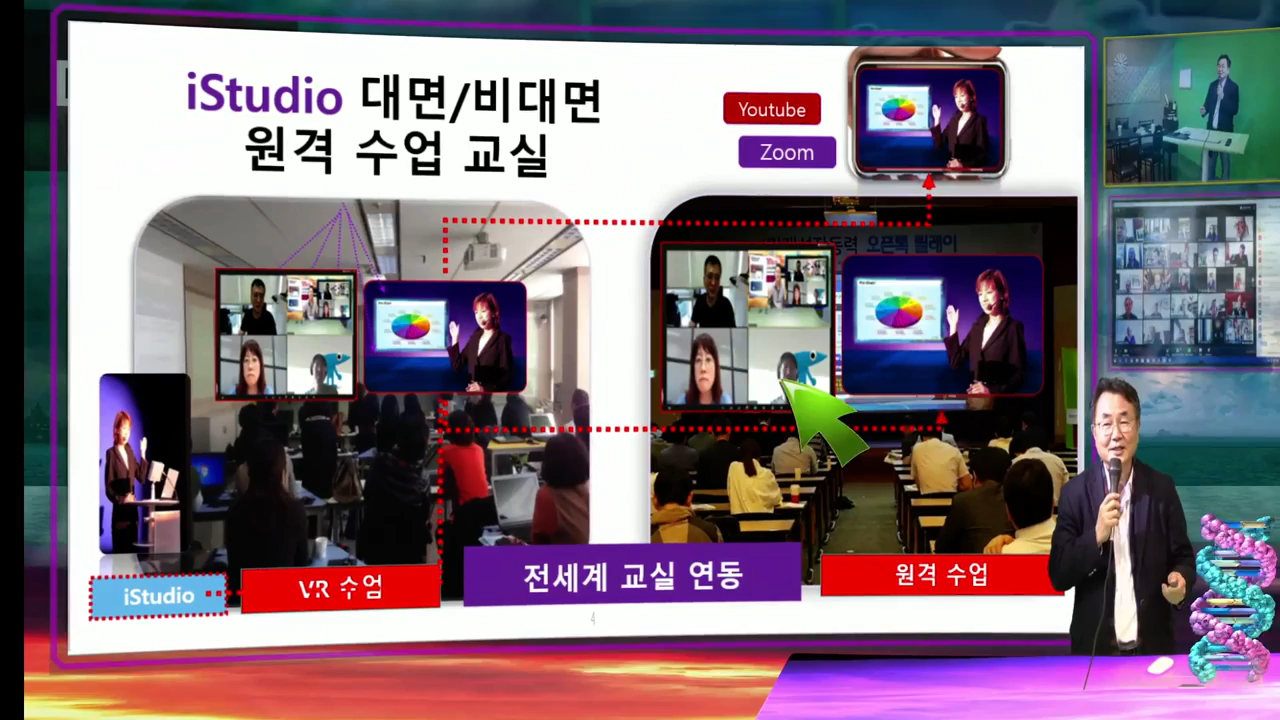 iStudio 대면/비대면
원격 수업 교실
Youtube
Zoom
오픈톡 릴레이
iStudio
VR 수업
전세계 교실 연동
원격 수업
4